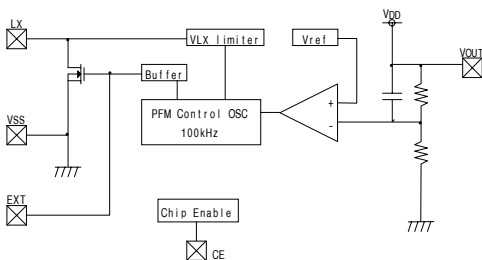 LX
VLX limiter
Vref
VDD
VOUT
Buffer
PFM Control OSC
100kHz
+
-
VSS
EXT
Chip Enable
CE